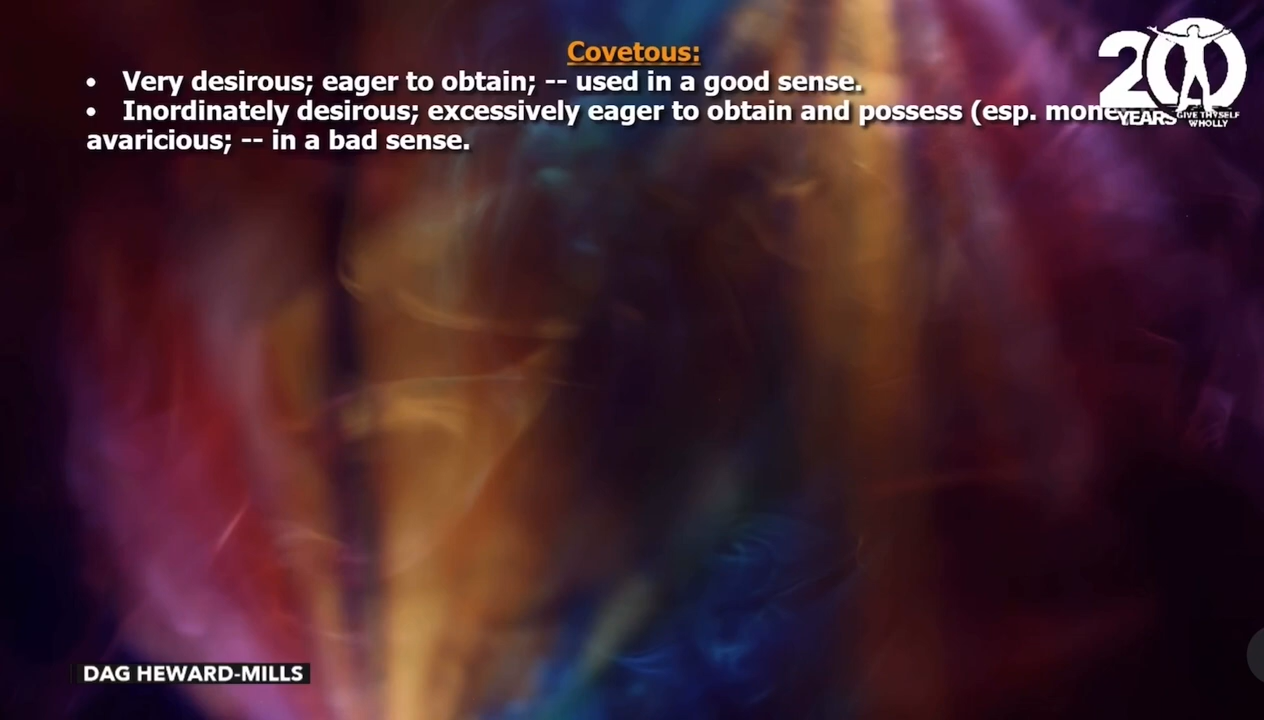 Covetous:
• Very desirous; eager to obtain; -- used in a good sense.
• Inordinately desirous; excessively eager to obtain and possess (esp.
avaricious; -- in a bad sense.
20
YEARS
GIVE THYSELF
WHOLLY
DAG HEWARD-MILLS